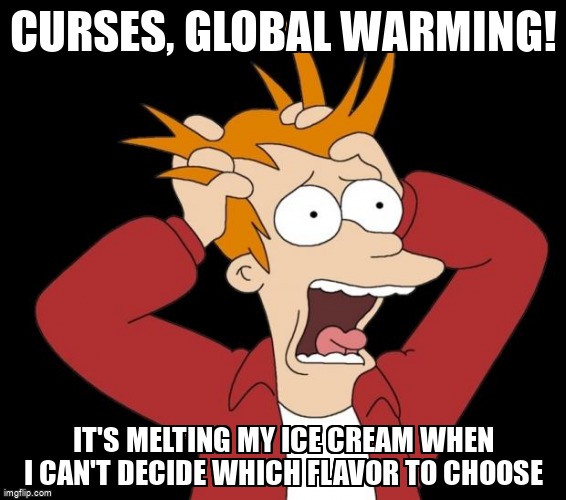 CURSES, GLOBAL WARMING!
IT'S MELTING MY ICE CREAM WHEN
I CAN'T DECIDE WHICH FLAVOR TO CHOOSE
imgflip.com